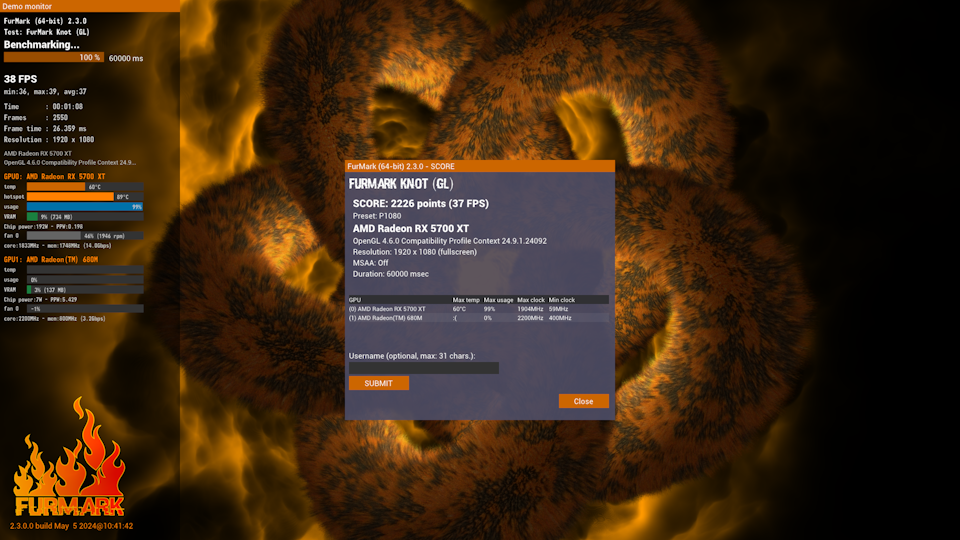 Demo monitor
FurMark (64-bit) 2.3.0
Test: FurMark Knot (GL)
Benchmarking...
100 % 60000 ms
38 FPS
min:36, max:39, avg:37
Time : 00:01:08
Frames : 2550
Frame time : 26.359 ms
Resolution : 1920 x 1080
AMD Radeon RX 5700 XT
OpenGL 4.6.0 Compatibility Profile Context 24.9...
GPU0: AMD Radeon RX 5700 XT
temp 60°C
hotspot 89°C
usage 99%
VRAM 9% (734 MB)
Chip power:192W - PPW:0.198
fan 0 46% (1946 rpm)
core:1833MHz - mem:1748MHz (14.0Gbps)
GPU1: AMD Radeon(TM) 680M
temp
usage 0%
VRAM 3% (137 MB)
Chip power:7W - PPW:5.429
fan 0 -1%
core:2200MHz - mem:800MHz (3.2Gbps)
FURMARK
2.3.0.0 build May 5 2024@10:41:42
FurMark (64-bit) 2.3.0 - SCORE
FURMARK KNOT (GL)
SCORE: 2226 points (37 FPS)
Preset: P1080
AMD Radeon RX 5700 XT
OpenGL 4.6.0 Compatibility Profile Context 24.9.1.24092
Resolution: 1920 x 1080 (fullscreen)
MSAA: Off
Duration: 60000 msec
GPU Max temp Max usage Max clock Min clock
(0) AMD Radeon RX 5700 XT 60°C 99% 1904MHz 59MHz
(1) AMD Radeon(TM) 680M :( 0% 2200MHz 400MHz
Username (optional, max: 31 chars.):
SUBMIT
Close